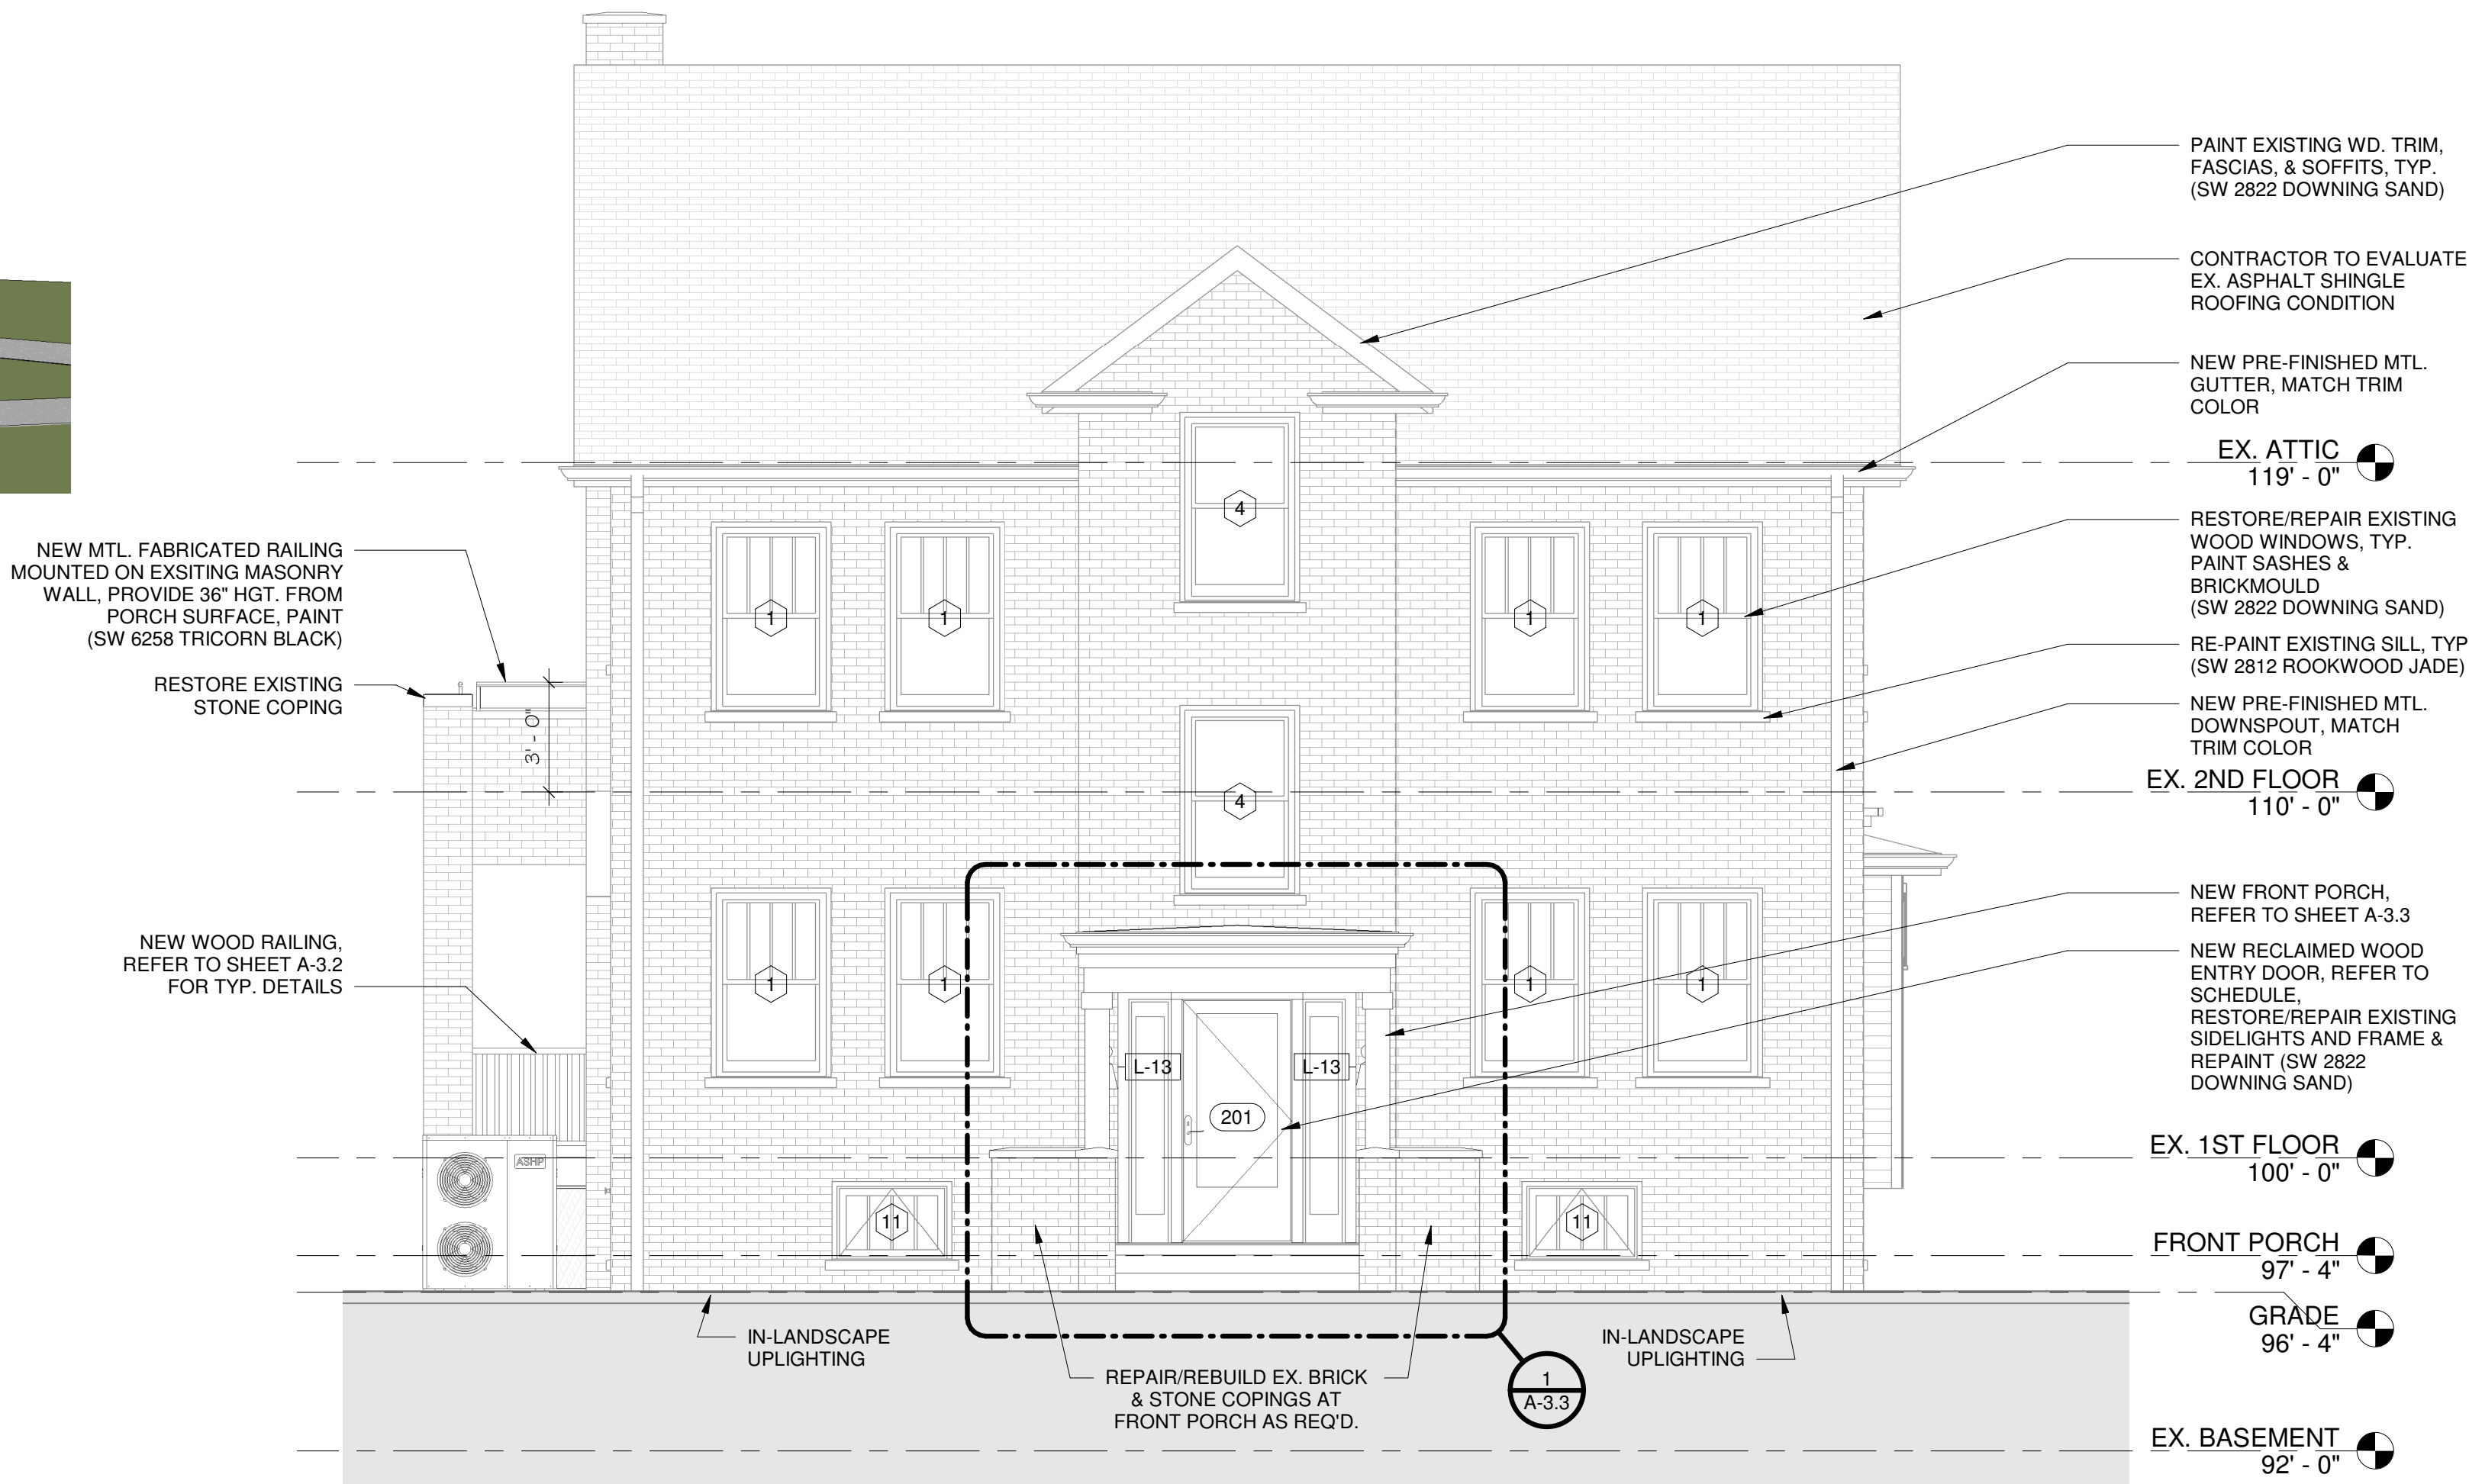 PAINT EXISTING WD. TRIM,
FASCIAS, & SOFFITS, TYP.
(SW 2822 DOWNING SAND)
CONTRACTOR TO EVALUATE
EX. ASPHALT SHINGLE
ROOFING CONDITION
NEW PRE-FINISHED MTL.
GUTTER, MATCH TRIM
COLOR
EX. ATTIC
119' - 0"
RESTORE/REPAIR EXISTING
WOOD WINDOWS, TYP.
PAINT SASHES &
BRICKMOULD
(SW 2822 DOWNING SAND)
RE-PAINT EXISTING SILL, TYP
(SW 2812 ROOKWOOD JADE)
NEW PRE-FINISHED MTL.
DOWNSPOUT, MATCH
TRIM COLOR
EX. 2ND FLOOR
110' - 0"
NEW FRONT PORCH,
REFER TO SHEET A-3.3
NEW RECLAIMED WOOD
ENTRY DOOR, REFER TO
SCHEDULE,
RESTORE/REPAIR EXISTING
SIDELIGHTS AND FRAME &
REPAINT (SW 2822
DOWNING SAND)
EX. 1ST FLOOR
100' - 0"
FRONT PORCH
97' - 4"
GRADE
96' - 4"
EX. BASEMENT
92' - 0"
NEW MTL. FABRICATED RAILING
MOUNTED ON EXSITING MASONRY
WALL, PROVIDE 36" HGT. FROM
PORCH SURFACE, PAINT
(SW 6258 TRICORN BLACK)
RESTORE EXISTING
STONE COPING
3' - 0"
NEW WOOD RAILING,
REFER TO SHEET A-3.2
FOR TYP. DETAILS
ASHP
4
1 1 1 1
4
1 1 1 1
L-13 L-13
201
11 11
IN-LANDSCAPE
UPLIGHTING
REPAIR/REBUILD EX. BRICK
& STONE COPINGS AT
FRONT PORCH AS REQ'D.
IN-LANDSCAPE
UPLIGHTING
1
A-3.3